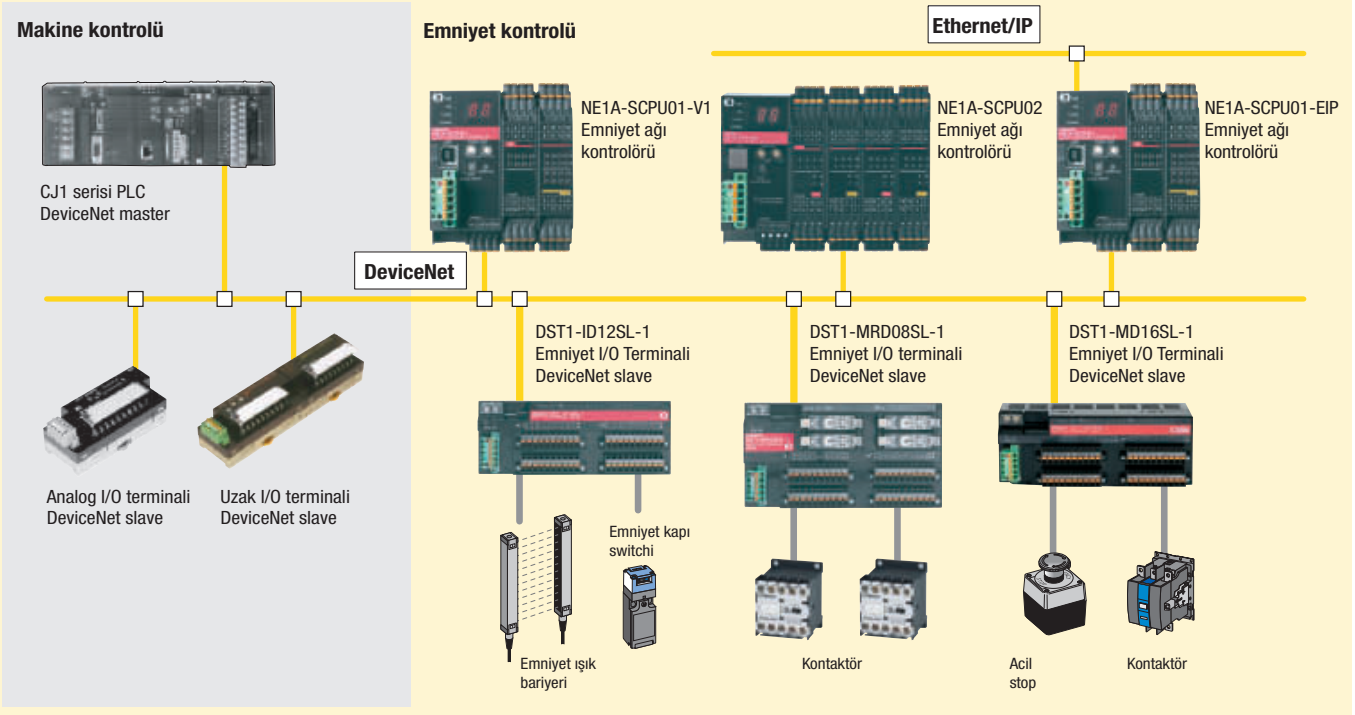 Makine kontrolü
Emniyet kontrolü
Ethernet/IP
CJ1 serisi PLC
DeviceNet master
NE1A-SCPU01-V1
Emniyet ağı
kontrolörü
NE1A-SCPU02
Emniyet ağı
kontrolörü
NE1A-SCPU01-EIP
Emniyet ağı
kontrolörü
DeviceNet
DST1-ID12SL-1
Emniyet I/O Terminali
DeviceNet slave
DST1-MRD08SL-1
Emniyet I/O terminali
DeviceNet slave
DST1-MD16SL-1
Emniyet I/O Terminali
DeviceNet slave
Analog I/O terminali
DeviceNet slave
Uzak I/O terminali
DeviceNet slave
Emniyet kapı
switchi
Emniyet ışık
bariyeri
Kontaktör
Acil
stop
Kontaktör